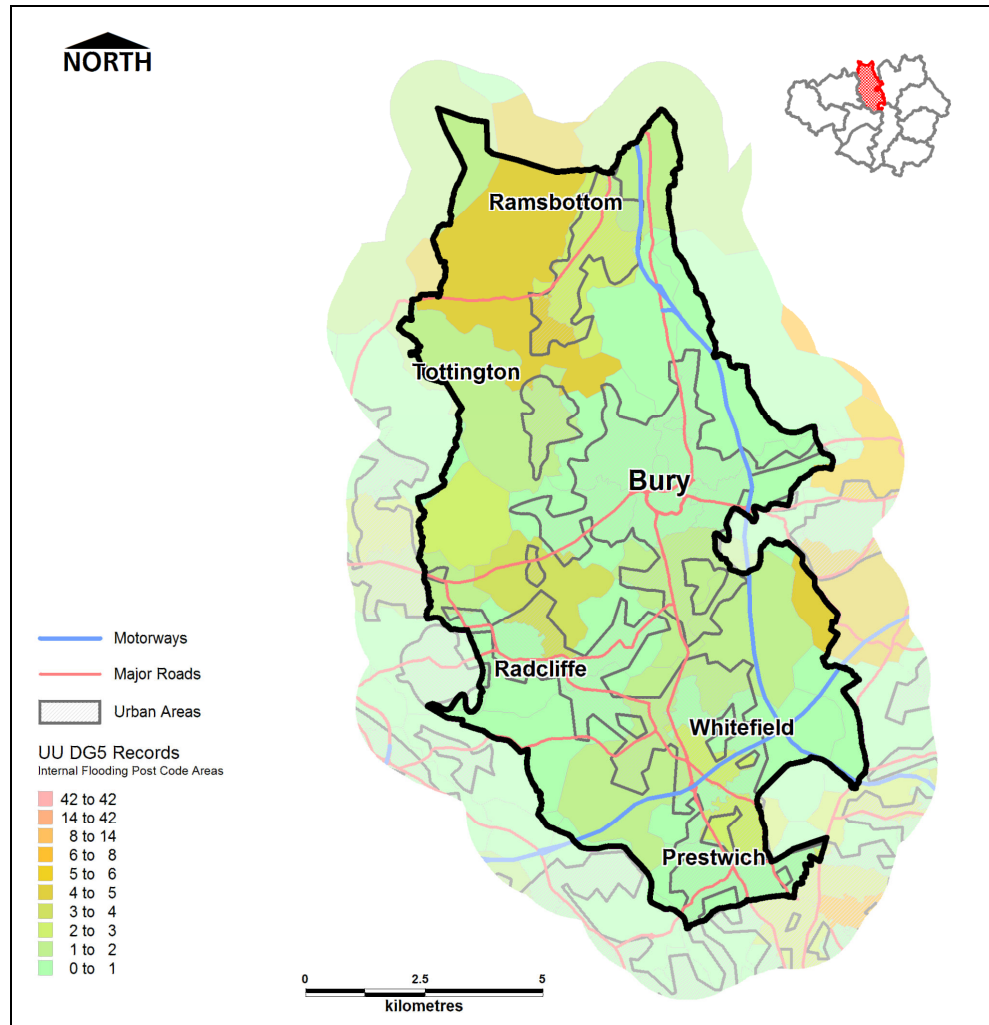 NORTH
Ramsbottom
Tottington
Bury
Radcliffe
Whitefield
Prestwich
Motorways
Major Roads
Urban Areas
UU DG5 Records
Internal Flooding Post Code Areas
42 to 42
14 to 42
8 to 14
6 to 8
5 to 6
4 to 5
3 to 4
2 to 3
1 to 2
0 to 1
0 2.5 5
kilometres